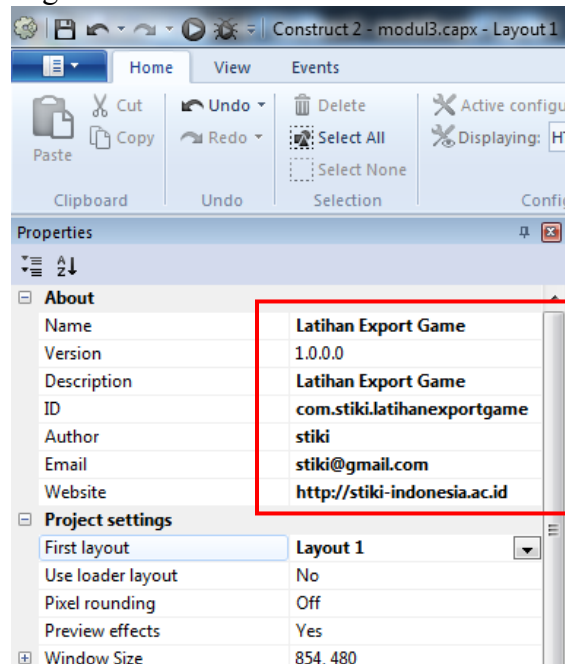 Construct 2 - modul3.capx - Layout 1
Home View Events
Cut Undo Delete Active configu
Copy Redo Select All Displaying: H
Paste Select None
Clipboard Undo Selection Confi
Properties
About
Name Latihan Export Game
Version 1.0.0.0
Description Latihan Export Game
ID com.stiki.latihanexportgame
Author stiki
Email stiki@gmail.com
Website http://stiki-indonesia.ac.id
Project settings
First layout Layout 1
Use loader layout No
Pixel rounding Off
Preview effects Yes
Window Size 854, 480